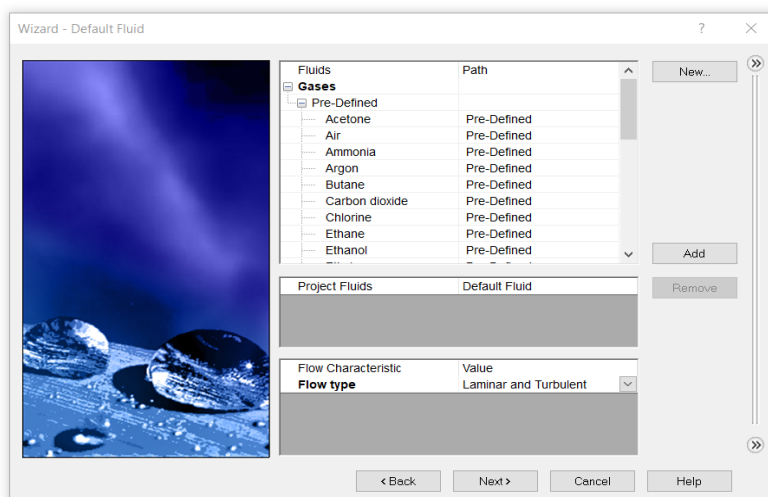 Wizard - Default Fluid
Fluids Path
Gases
Pre-Defined
Acetone Pre-Defined
Air Pre-Defined
Ammonia Pre-Defined
Argon Pre-Defined
Butane Pre-Defined
Carbon dioxide Pre-Defined
Chlorine Pre-Defined
Ethane Pre-Defined
Ethanol Pre-Defined
New...
Add
Project Fluids Default Fluid
Remove
Flow Characteristic Value
Flow type Laminar and Turbulent
< Back Next > Cancel Help